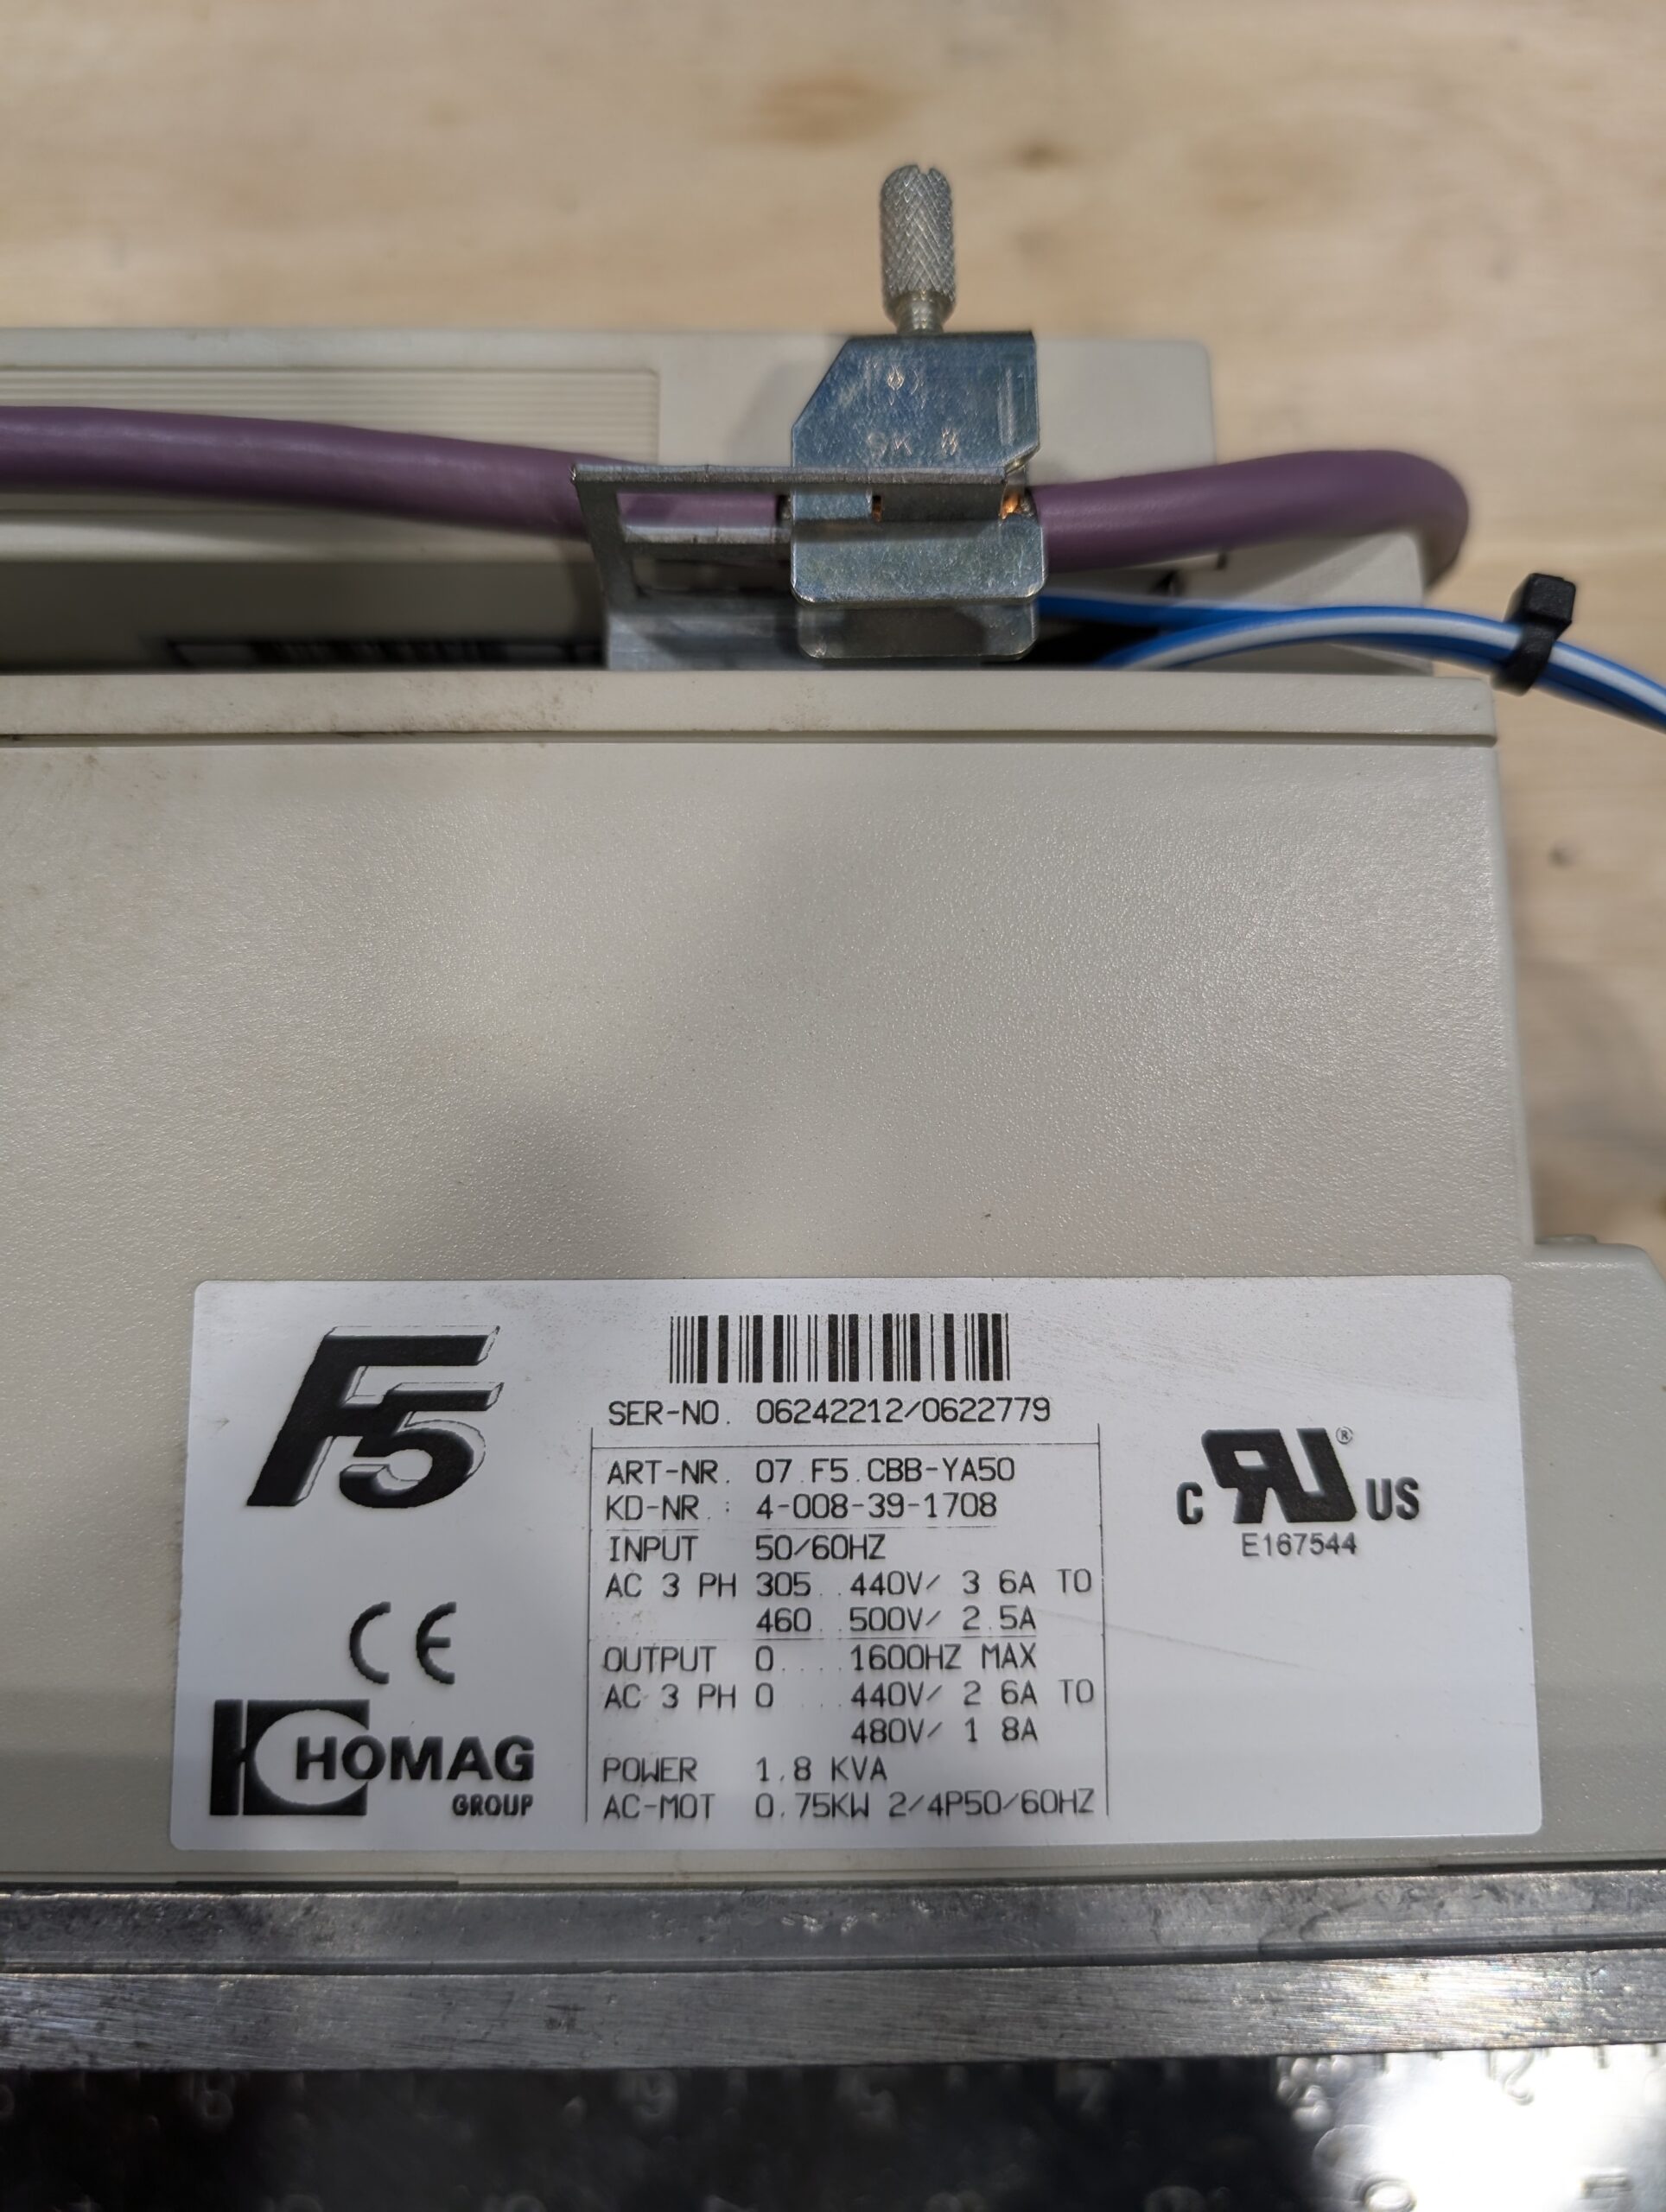 SK 8
F5
SER-NO. 06242212/0622779
ART-NR. 07.F5.CBB-YA50
KD-NR.: 4-008-39-1708
INPUT 50/60HZ
AC 3 PH 305...440V/ 3.6A TO
460...500V/ 2.5A
OUTPUT 0.....1600HZ MAX
AC 3 PH 0 ....440V/ 2.6A TO
480V/ 1.8A
POWER 1.8 KVA
AC-MOT 0.75KW 2/4P50/60HZ
CE
HOMAG
GROUP
C RU® US
E167544